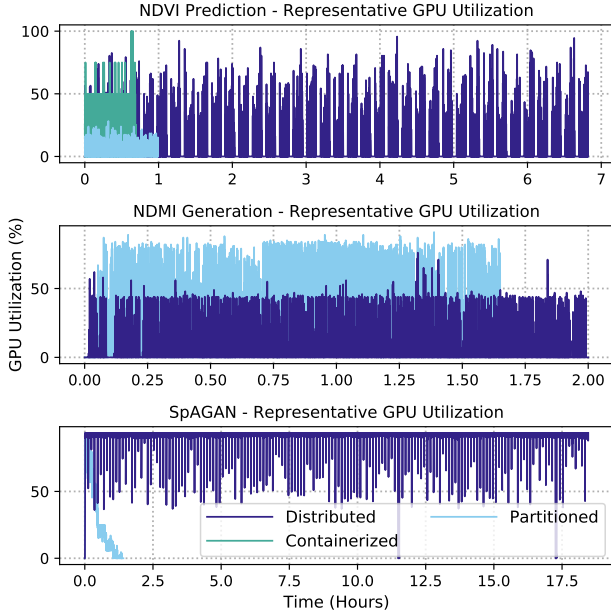 NDVI Prediction - Representative GPU Utilization
100
50
0
0 1 2 3 4 5 6 7
NDMI Generation - Representative GPU Utilization
GPU Utilization (%)
50
0
0.00 0.25 0.50 0.75 1.00 1.25 1.50 1.75 2.00
SpAGAN - Representative GPU Utilization
50
0
Distributed Partitioned
Containerized
0.0 2.5 5.0 7.5 10.0 12.5 15.0 17.5
Time (Hours)